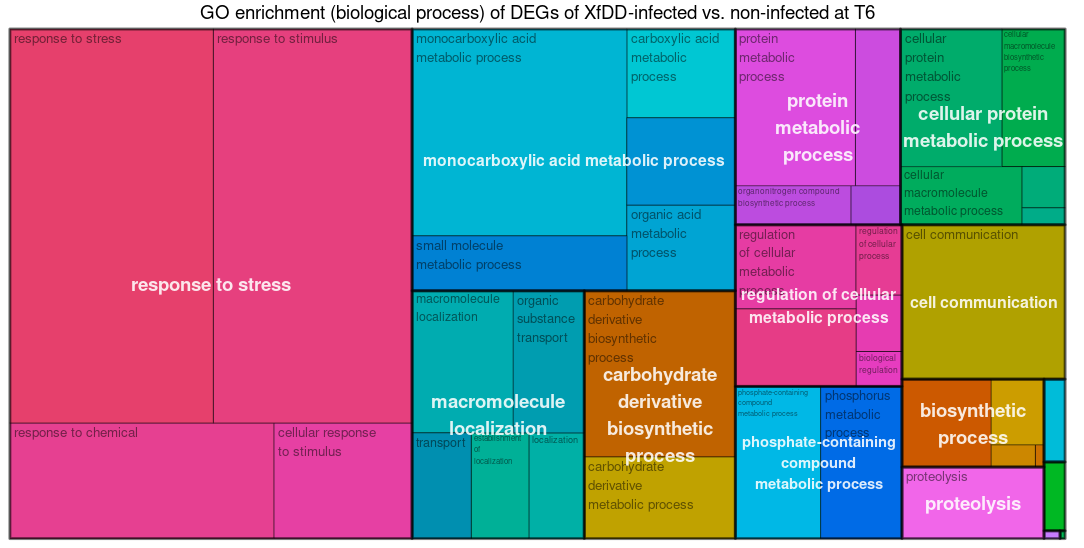 GO enrichment (biological process) of DEGs of XfDD-infected vs. non-infected at T6
response to stress
response to stimulus
response to stress
response to chemical
cellular response
to stimulus
monocarboxylic acid
metabolic process
carboxylic acid
metabolic
process
monocarboxylic acid metabolic process
organic acid
metabolic
process
small molecule
metabolic process
macromolecule
localization
organic
substance
transport
macromolecule
localization
transport
establishment
of
localization
localization
carbohydrate
derivative
biosynthetic
process
carbohydrate
derivative
biosynthetic
process
carbohydrate
derivative
metabolic process
protein
metabolic
process
protein
metabolic
process
organonitrogen compound
biosynthetic process
cellular
protein
metabolic
process
cellular
macromolecule
biosynthetic
process
cellular protein
metabolic process
cellular
macromolecule
metabolic process
regulation
of cellular
metabolic
process
regulation
of cellular
process
regulation of cellular
metabolic process
biological
regulation
cell communication
cell communication
phosphate-containing
compound
metabolic process
phosphorus
metabolic
process
phosphate-containing
compound
metabolic process
biosynthetic
process
proteolysis
proteolysis